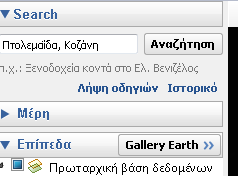 Search
Πτολεμαΐδα, Κοζάνη Αναζήτηση
π.χ.: Ξενοδοχεία κοντά στο Ελ. Βενιζέλος
Λήψη οδηγιών Ιστορικό
Μέρη
Επίπεδα Gallery Earth >>
Πρωταρχική βάση δεδομένων